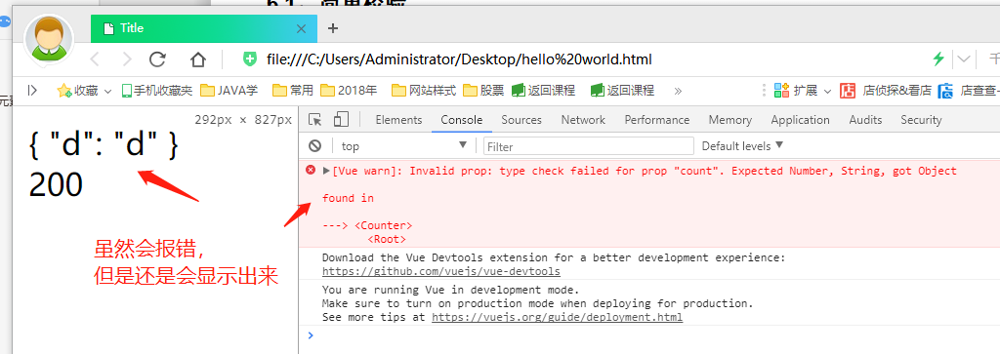 Title
file:///C:/Users/Administrator/Desktop/hello%20world.html
收藏 手机收藏夹 JAVA学 常用 2018年 网站样式 股票 返回课程 返回课程 » 扩展 店侦探&看店 店查查-
292px × 827px
Elements Console Sources Network Performance Memory Application Audits Security
top Filter Default levels
{ "d": "d" }
200
虽然会报错，
但是还是会显示出来
[Vue warn]: Invalid prop: type check failed for prop "count". Expected Number, String, got Object
found in
---> <Counter>
<Root>
Download the Vue Devtools extension for a better development experience:
https://github.com/vuejs/vue-devtools
You are running Vue in development mode.
Make sure to turn on production mode when deploying for production.
See more tips at https://vuejs.org/guide/deployment.html